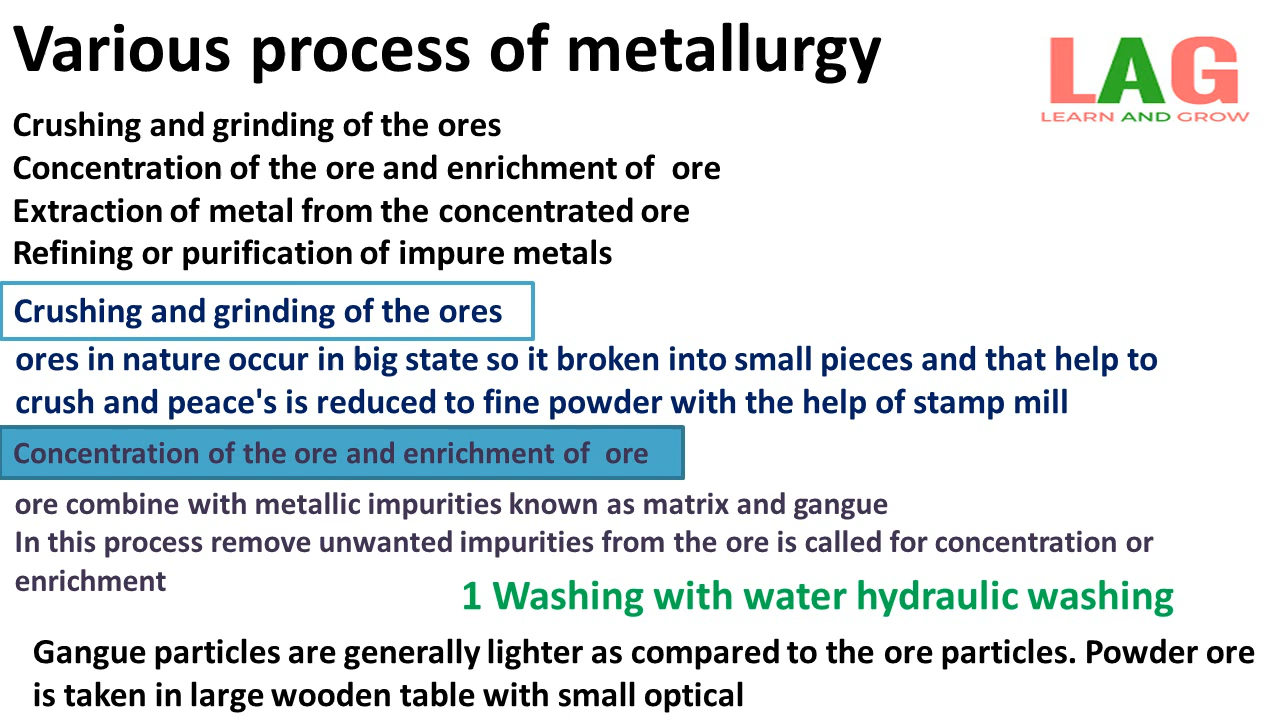 Various process of metallurgy
LAG
LEARN AND GROW
Crushing and grinding of the ores
Concentration of the ore and enrichment of  ore
Extraction of metal from the concentrated ore
Refining or purification of impure metals
Crushing and grinding of the ores
ores in nature occur in big state so it broken into small pieces and that help to
crush and peace's is reduced to fine powder with the help of stamp mill
Concentration of the ore and enrichment of  ore
ore combine with metallic impurities known as matrix and gangue
In this process remove unwanted impurities from the ore is called for concentration or
enrichment
1 Washing with water hydraulic washing
Gangue particles are generally lighter as compared to the ore particles. Powder ore
is taken in large wooden table with small optical